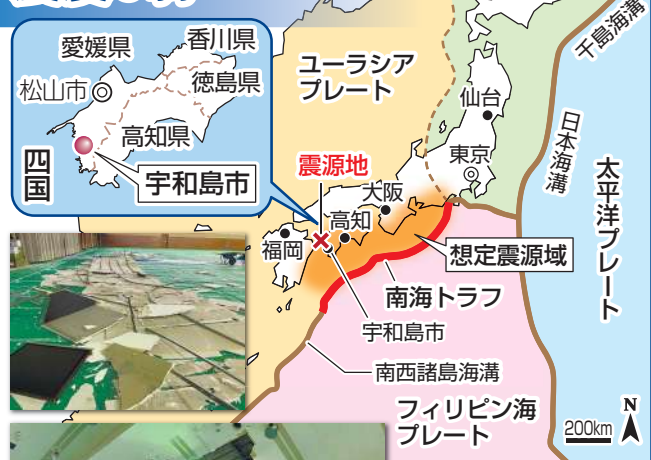 愛媛県
香川県
松山市
徳島県
高知県
四国
宇和島市
ユーラシア
プレート
千島海溝
仙台
日本海溝
東京
太平洋プレート
震源地
大阪
高知
福岡
想定震源域
南海トラフ
宇和島市
南西諸島海溝
フィリピン海
プレート
200km
N